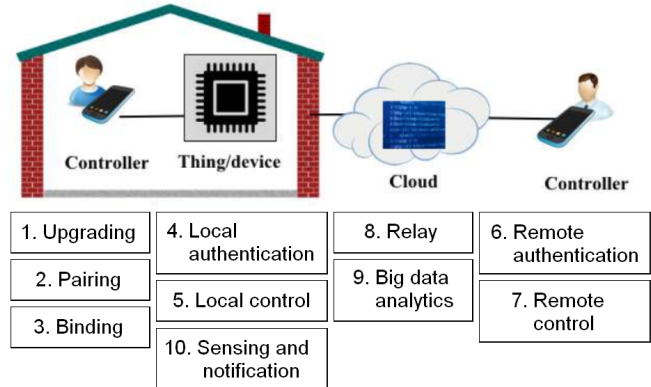 Controller
Thing/device
Cloud
Controller
1. Upgrading
2. Pairing
3. Binding
4. Local
authentication
5. Local control
10. Sensing and
notification
8. Relay
9. Big data
analytics
6. Remote
authentication
7. Remote
control